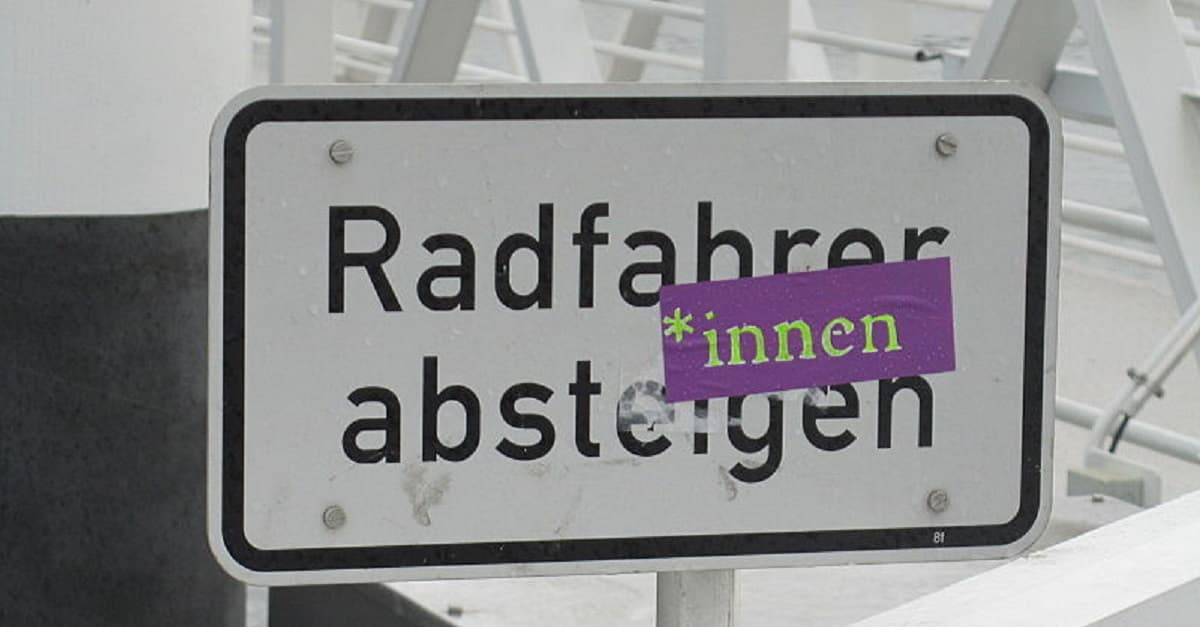 Radfahrer
*innen
absteigen
81